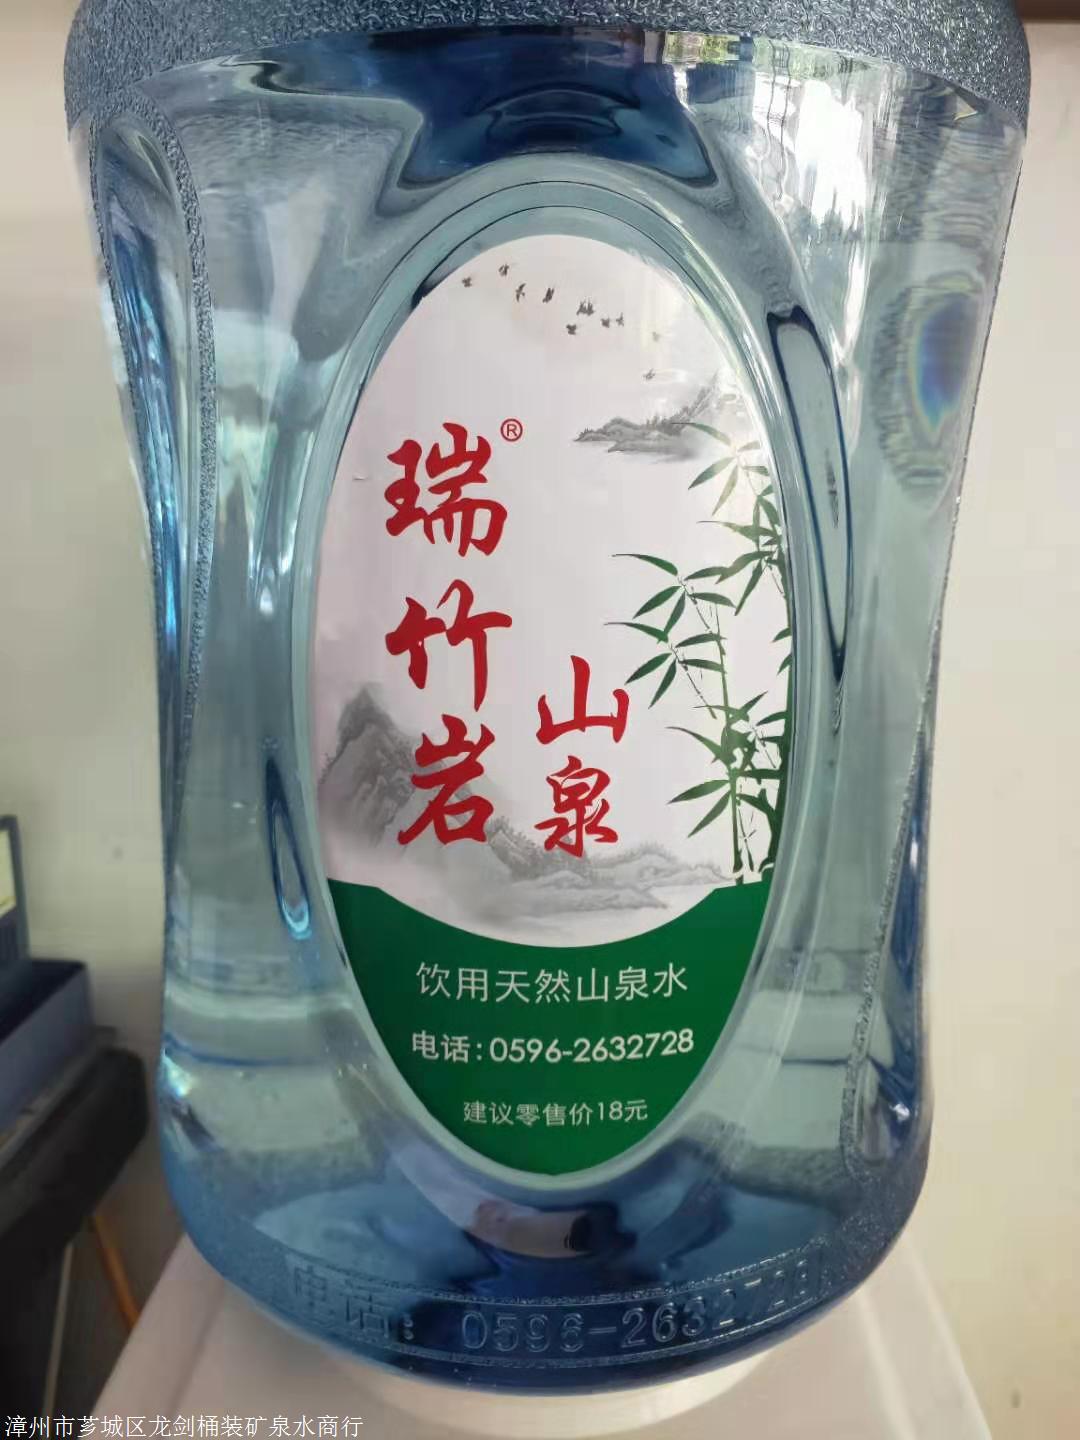 瑞竹岩®
山泉
饮用天然山泉水
电话:0596-2632728
建议零售价18元
电话: 0596-2632728
漳州市芗城区龙剑桶装矿泉水商行